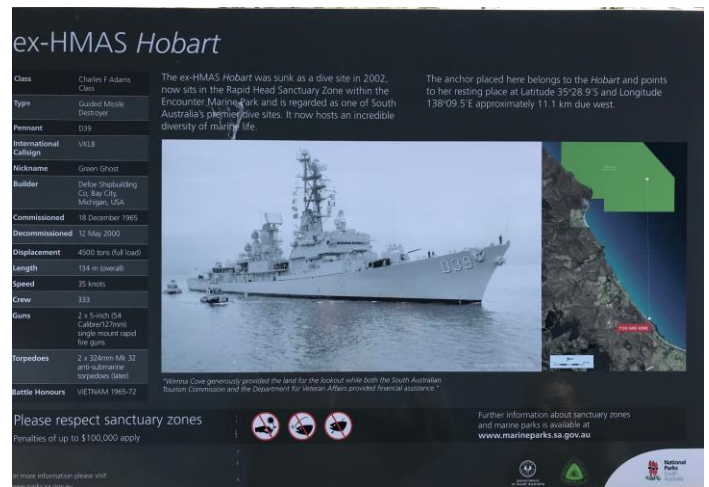 ex-HMAS Hobart
Class Charles F Adams
Class
Type Guided Missile
Destroyer
Pennant D39
International
Callsign VKLB
Nickname Green Ghost
Builder Defoe Shipbuilding
Co, Bay City,
Michigan, USA
Commissioned 18 December 1965
Decommissioned 12 May 2000
Displacement 4500 tons (full load)
Length 134 m (overall)
Speed 35 knots
Crew 333
Guns 2 x 5-inch (54
Calibre/127mm)
single mount rapid
fire guns
Torpedoes 2 x 324mm Mk 32
anti-submarine
torpedoes (later)
Battle Honours VIETNAM 1965-72
The ex-HMAS Hobart was sunk as a dive site in 2002,
now sits in the Rapid Head Sanctuary Zone within the
Encounter Marine Park and is regarded as one of South
Australia's premier dive sites. It now hosts an incredible
diversity of marine life.
The anchor placed here belongs to the Hobart and points
to her resting place at Latitude 35°28.9'S and Longitude
138°09.5'E approximately 11.1 km due west.
D39
YOU ARE HERE
"Wirrina Cove generously provided the land for the lookout while both the South Australian
Tourism Commission and the Department for Veteran Affairs provided financial assistance."
Please respect sanctuary zones
Penalties of up to $100,000 apply
Further information about sanctuary zones
and marine parks is available at
www.marineparks.sa.gov.au
or more information please visit
Government
of South Australia
National
Parks
South
Australia